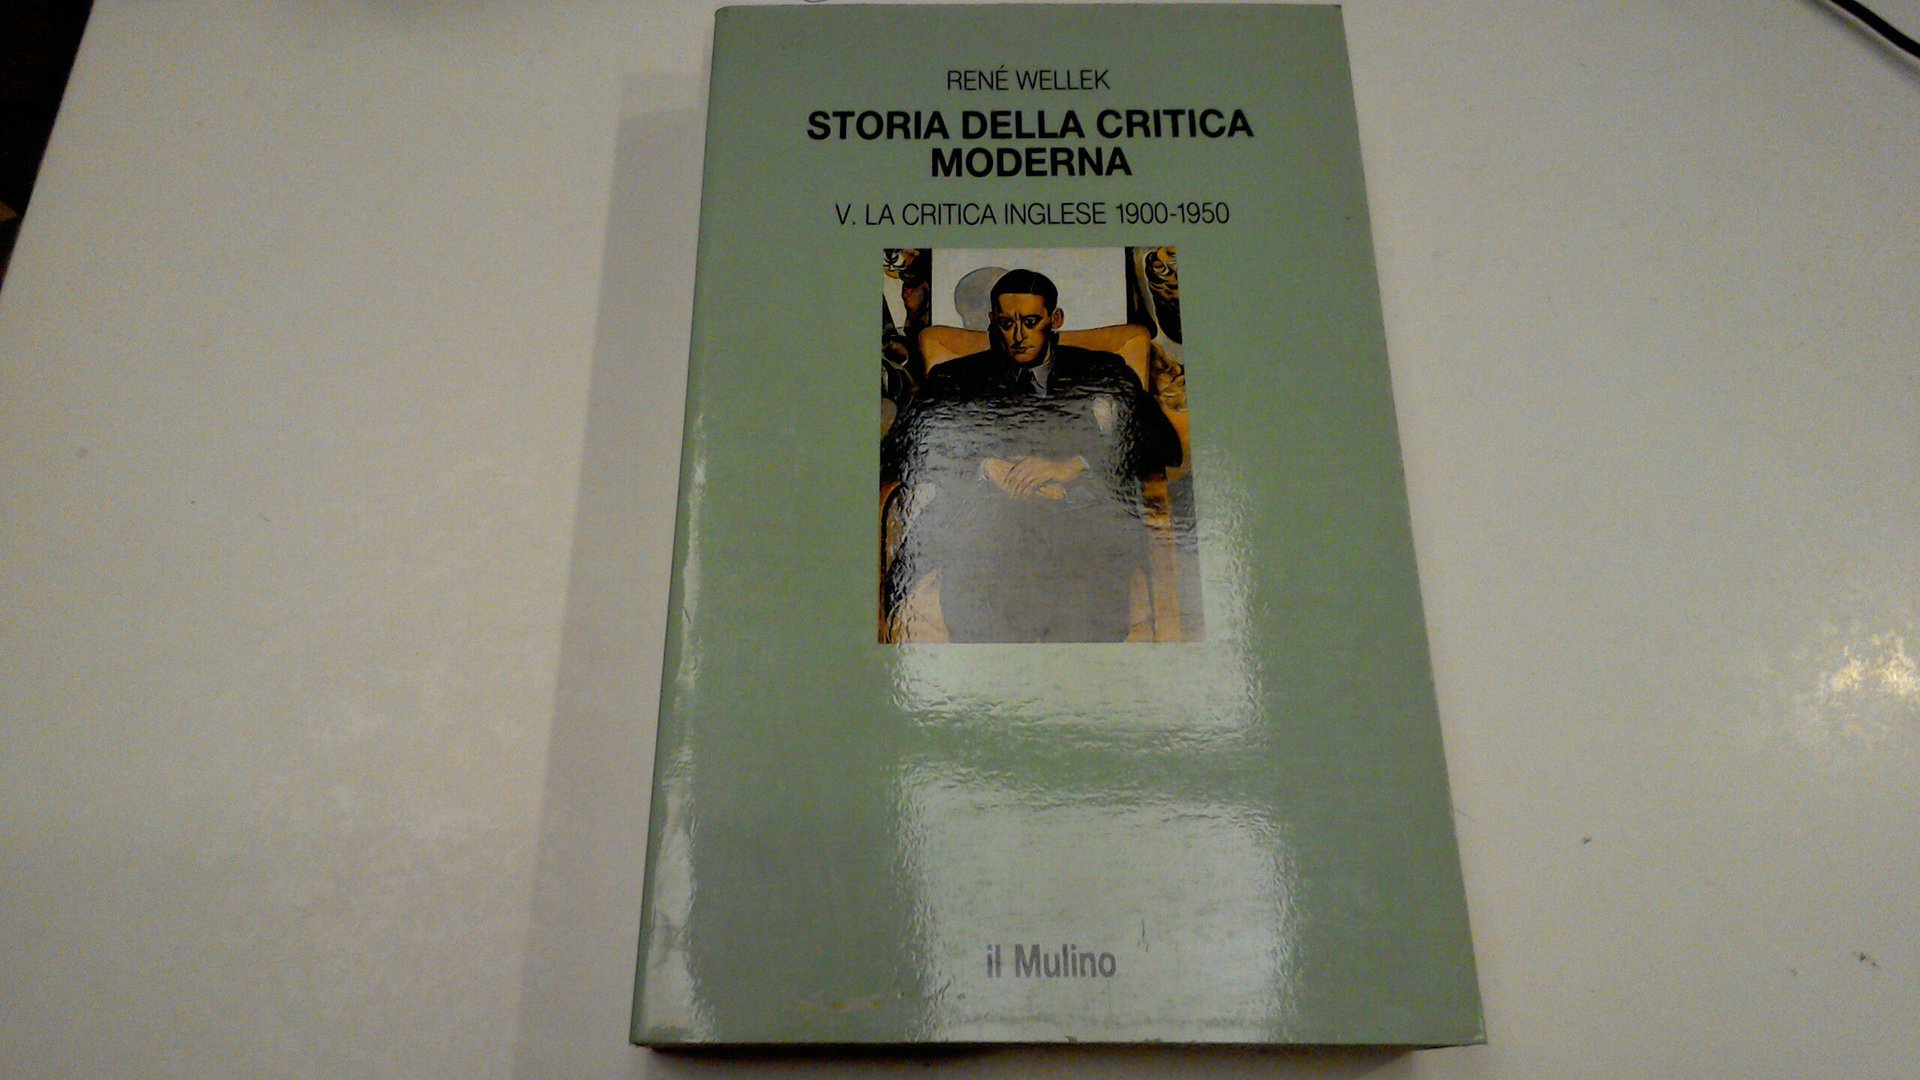 RENÉ WELLEK
STORIA DELLA CRITICA
MODERNA
V. LA CRITICA INGLESE 1900-1950
il Mulino